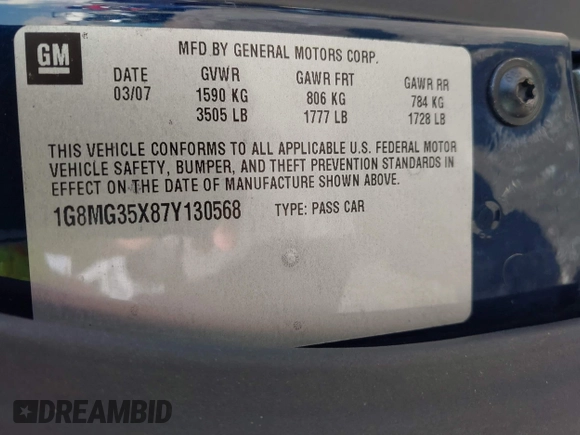 GM
MFD BY GENERAL MOTORS CORP.
DATE GVWR GAWR FRT GAWR RR
03/07 1590 KG 806 KG 784 KG
3505 LB 1777 LB 1728 LB
THIS VEHICLE CONFORMS TO ALL APPLICABLE U.S. FEDERAL MOTOR
VEHICLE SAFETY, BUMPER, AND THEFT PREVENTION STANDARDS IN
EFFECT ON THE DATE OF MANUFACTURE SHOWN ABOVE.
1G8MG35X87Y130568 TYPE: PASS CAR
DREAMBID